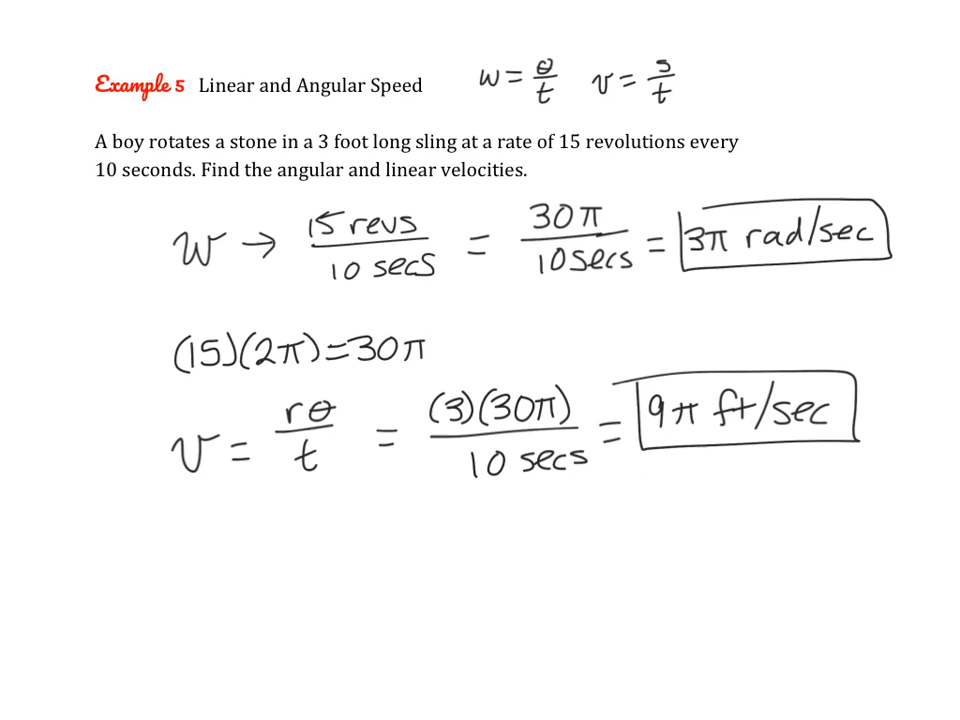 Example 5 Linear and Angular Speed w = θ/t v = s/t
A boy rotates a stone in a 3 foot long sling at a rate of 15 revolutions every
10 seconds. Find the angular and linear velocities.
w → 15 revs/10 secs = 30π/10 secs = 3π rad/sec
(15)(2π)=30π
v = rθ/t = (3)(30π)/10 secs = 9π ft/sec